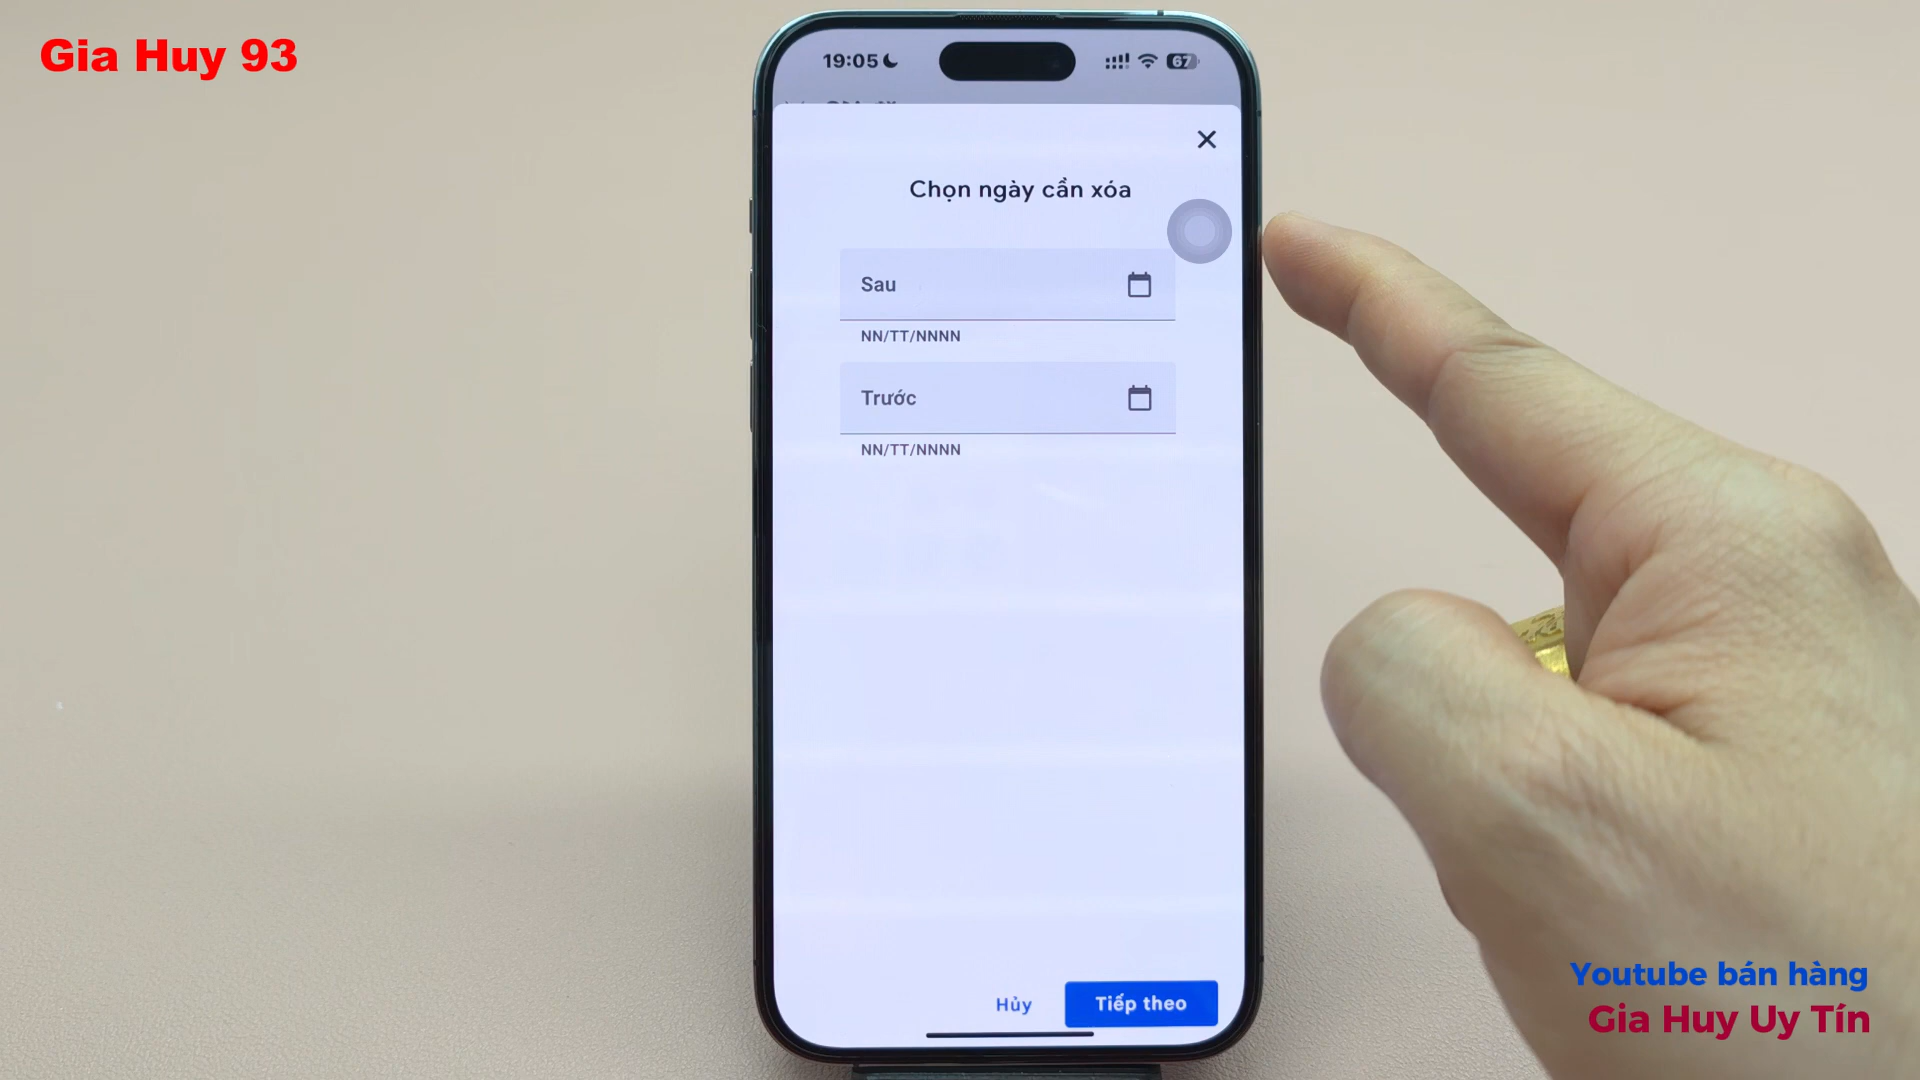 Gia Huy 93
19:05
67
Chọn ngày cần xóa
Sau
NN/TT/NNNN
Trước
NN/TT/NNNN
Hủy
Tiếp theo
Youtube bán hàng
Gia Huy Uy Tín